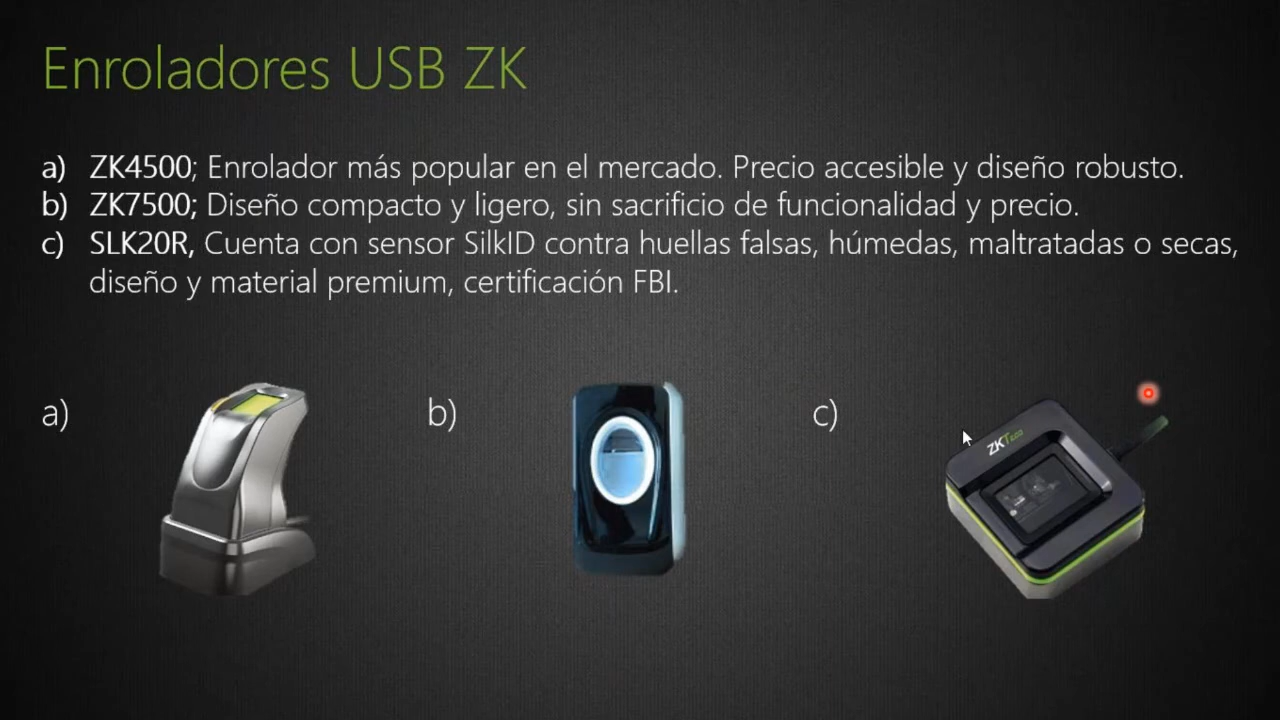 Enroladores USB ZK
a) ZK4500; Enrolador más popular en el mercado. Precio accesible y diseño robusto.
b) ZK7500; Diseño compacto y ligero, sin sacrificio de funcionalidad y precio.
c) SLK20R, Cuenta con sensor SilkID contra huellas falsas, húmedas, maltratadas o secas,
diseño y material premium, certificación FBI.
a)
b)
c)
ZKTeco